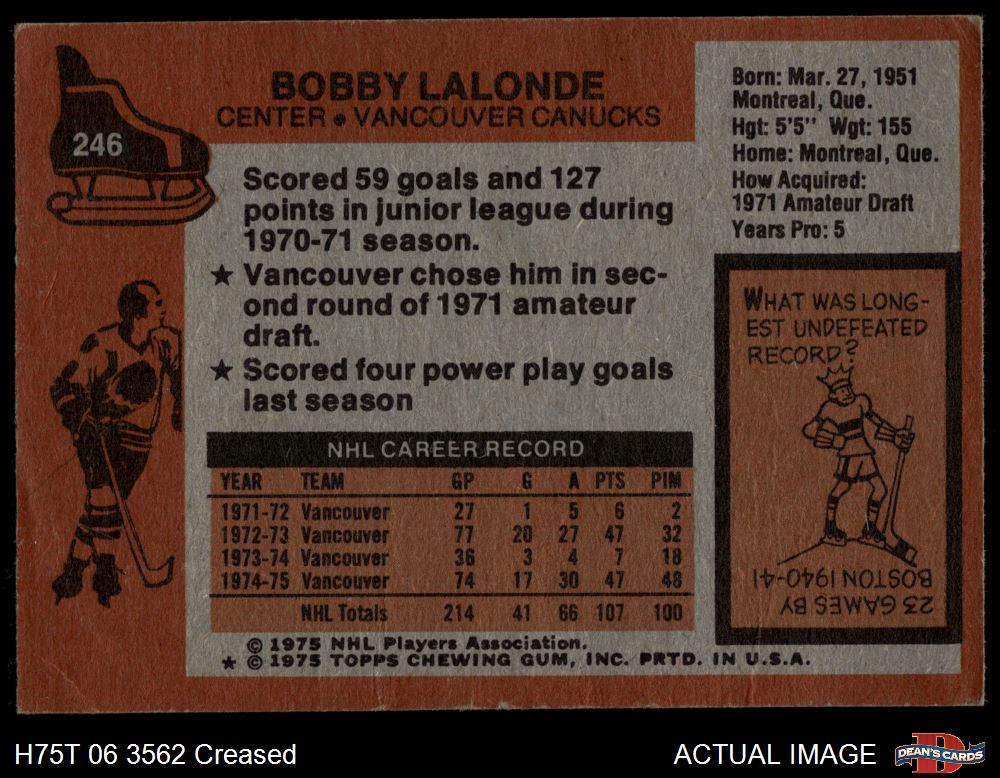 BOBBY LALONDE
CENTER • VANCOUVER CANUCKS
246
Scored 59 goals and 127
points in junior league during
1970-71 season.
★ Vancouver chose him in sec-
ond round of 1971 amateur
draft.
★ Scored four power play goals
last season
Born: Mar. 27, 1951
Montreal, Que.
Hgt: 5'5" Wgt: 155
Home: Montreal, Que.
How Acquired:
1971 Amateur Draft
Years Pro: 5
WHAT WAS LONG-
EST UNDEFEATED
RECORD?
23 GAMES BY
BOSTON 1940-41
NHL CAREER RECORD
YEAR TEAM GP G A PTS PIM
1971-72 Vancouver 27 1 5 6 2
1972-73 Vancouver 77 20 27 47 32
1973-74 Vancouver 36 3 4 7 18
1974-75 Vancouver 74 17 30 47 48
NHL Totals 214 41 66 107 100
© 1975 NHL Players Association.
★ © 1975 TOPPS CHEWING GUM, INC. PRTD. IN U.S.A.
H75T 06 3562 Creased
ACTUAL IMAGE
DEAN'S CARDS